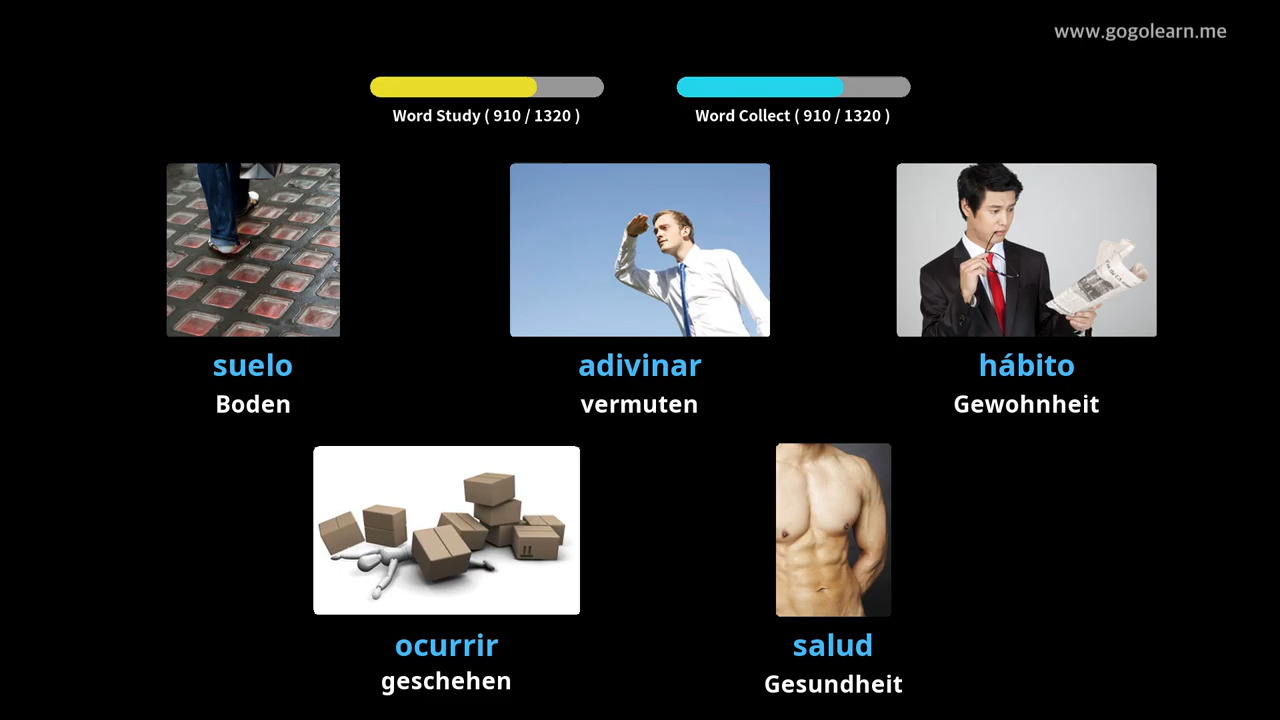 www.gogolearn.me
Word Study ( 910 / 1320 )
Word Collect ( 910 / 1320 )
suelo
Boden
adivinar
vermuten
hábito
Gewohnheit
ocurrir
geschehen
salud
Gesundheit